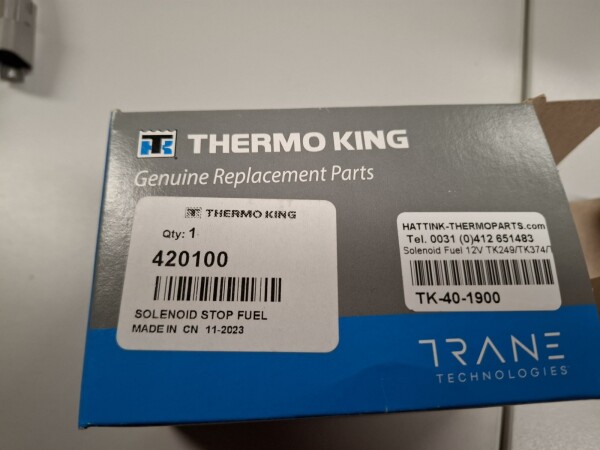 THERMO KING
Genuine Replacement Parts
THERMO KING
Qty: 1
420100
SOLENOID STOP FUEL
MADE IN CN 11-2023
HATTINK-THERMOPARTS.com
Tel. 0031 (0)412 651483
Solenoid Fuel 12V TK249/TK374/T
TK-40-1900
TRANE
TECHNOLOGIES